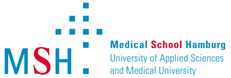 MSH
Medical School Hamburg
University of Applied Sciences
and Medical University